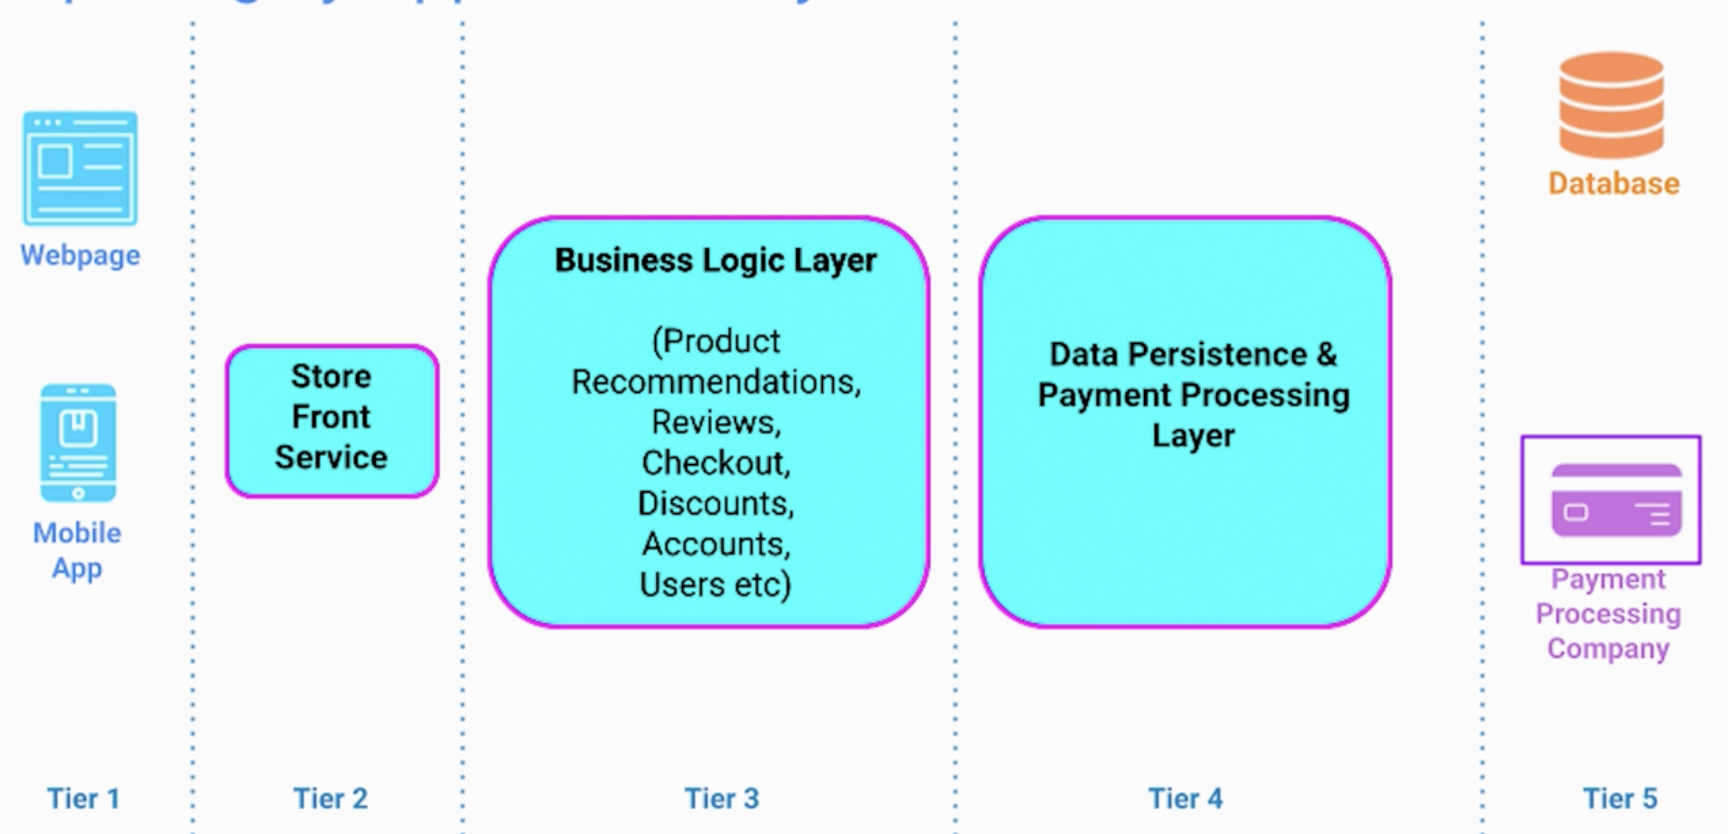 Webpage
Mobile
App
Store
Front
Service
Business Logic Layer
(Product
Recommendations,
Reviews,
Checkout,
Discounts,
Accounts,
Users etc)
Data Persistence &
Payment Processing
Layer
Database
Payment
Processing
Company
Tier 1
Tier 2
Tier 3
Tier 4
Tier 5